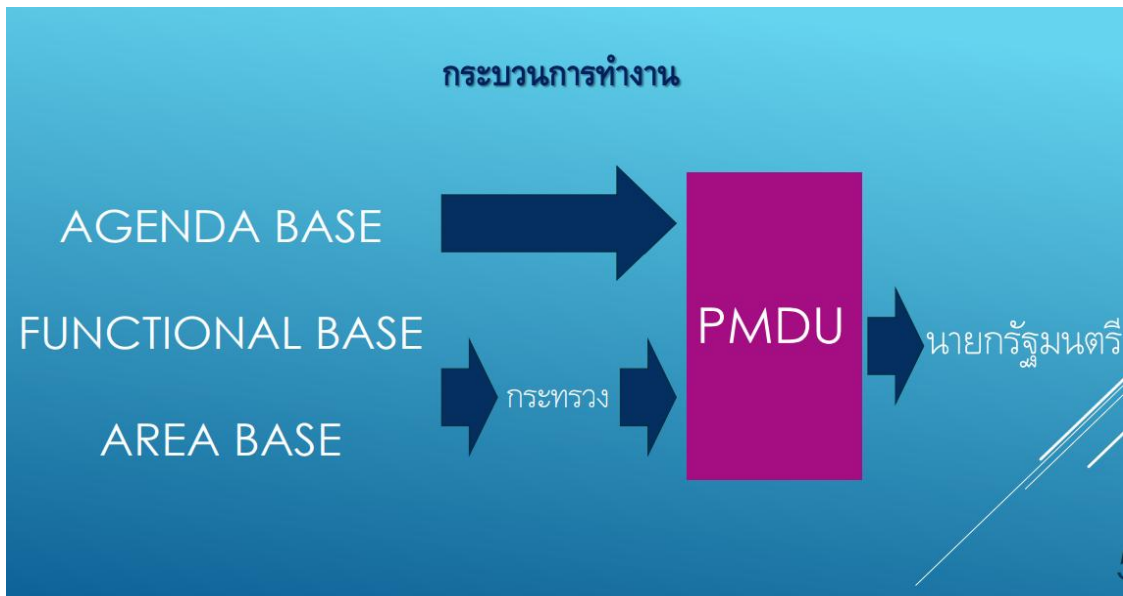 กระบวนการทำงาน
AGENDA BASE
FUNCTIONAL BASE
AREA BASE
กระทรวง
PMDU
นายกรัฐมนตรี
5